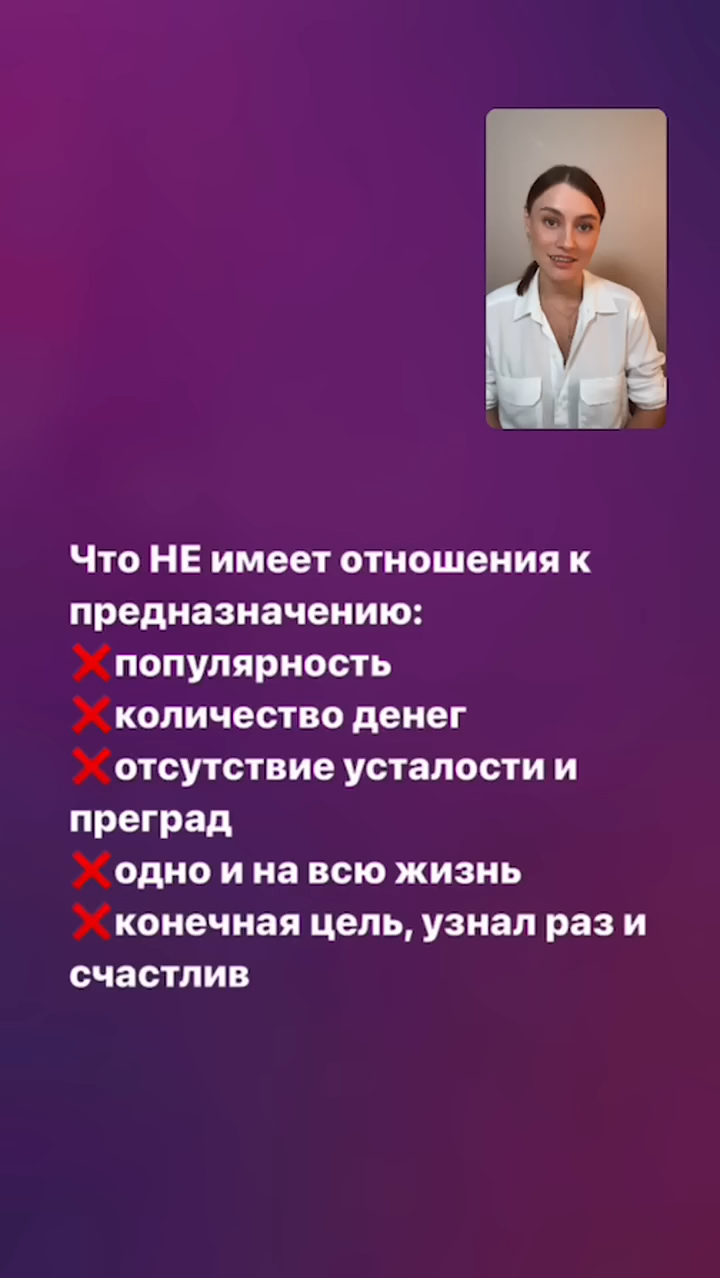 Что НЕ имеет отношения к
предназначению:
❌популярность
❌количество денег
❌отсутствие усталости и
преград
❌одно и на всю жизнь
❌конечная цель, узнал раз и
счастлив